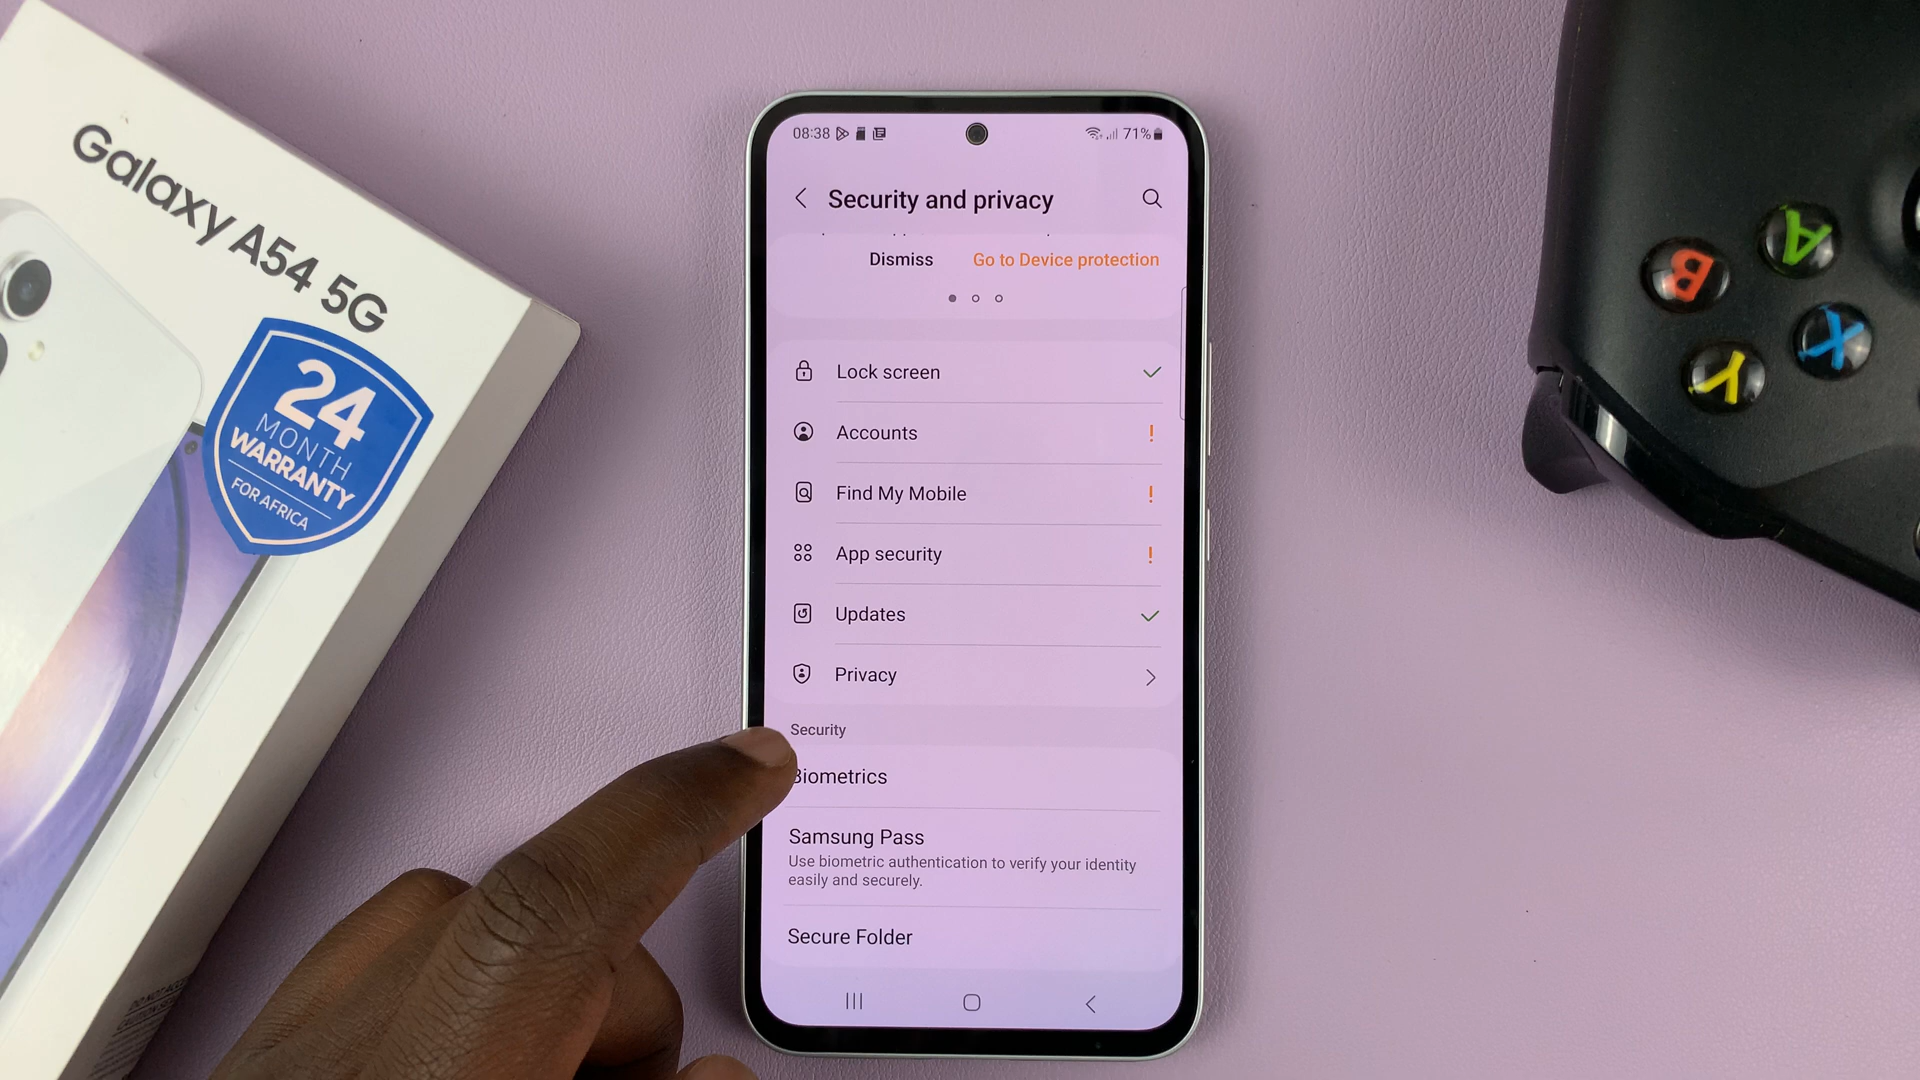 Galaxy A54 5G
24
MONTH
WARRANTY
FOR AFRICA
08:38
71%
Security and privacy
Dismiss
Go to Device protection
Lock screen
Accounts
!
Find My Mobile
!
App security
!
Updates
Privacy
Security
Biometrics
Samsung Pass
Use biometric authentication to verify your identity
easily and securely.
Secure Folder
A
B
X
Y